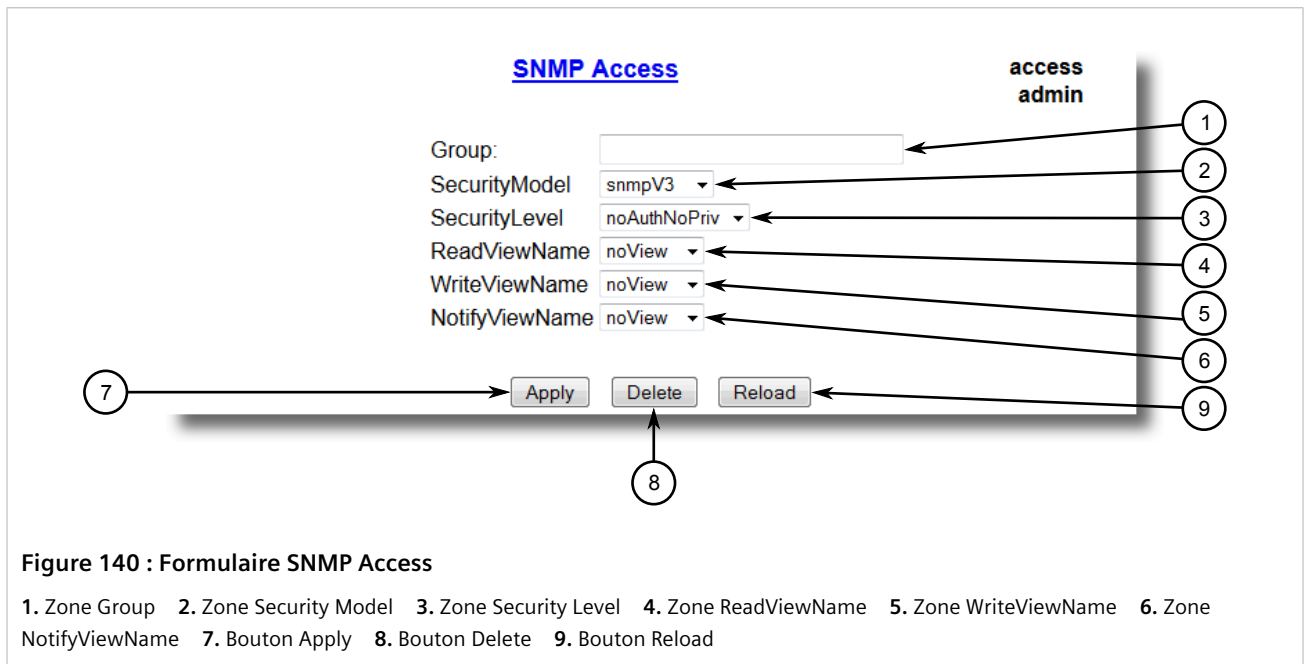 SNMP Access
access
admin
1
Group:
2
SecurityModel snmpV3
3
SecurityLevel noAuthNoPriv
ReadViewName noView
4
WriteViewName noView
5
NotifyViewName noView
6
7
Apply Delete Reload
9
8
Figure 140 : Formulaire SNMP Access
1. Zone Group 2. Zone Security Model 3. Zone Security Level 4. Zone ReadViewName 5. Zone WriteViewName 6. Zone
NotifyViewName 7. Bouton Apply 8. Bouton Delete 9. Bouton Reload